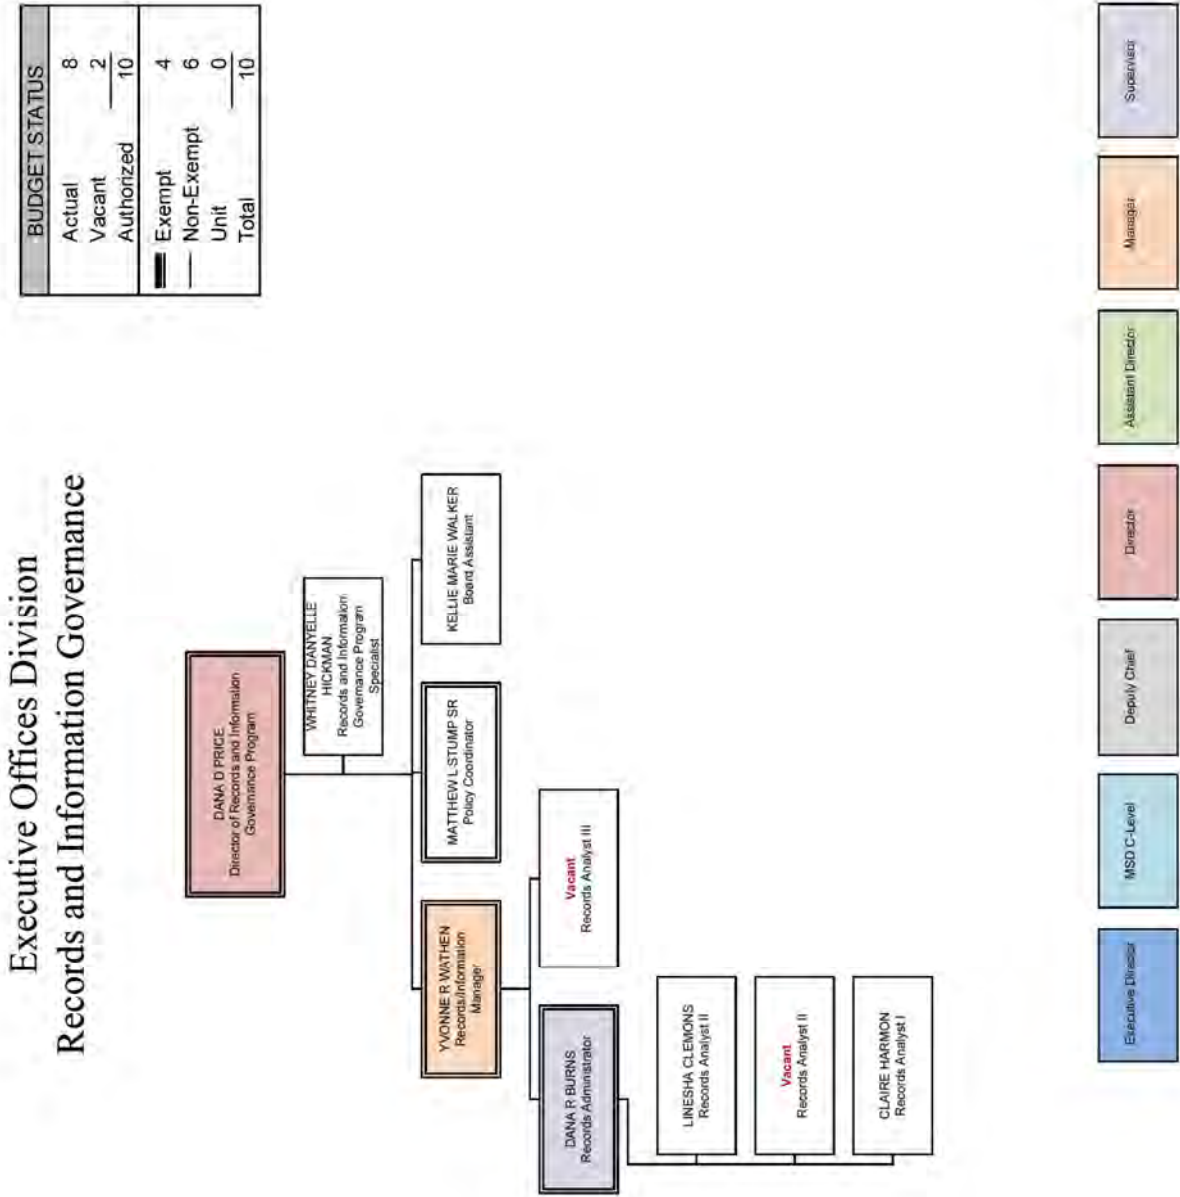 Executive Offices Division
Records and Information Governance
BUDGET STATUS
Actual 8
Vacant 2
Authorized 10
Exempt 4
Non-Exempt 6
Unit 0
Total 10
DANA D PRICE
Director of Records and Information
Governance Program
WHITNEY DANYELLE
HICKMAN
Records and Information
Governance Program
Specialist
YVONNE R WATHEN
Records/Information
Manager
MATTHEW L STUMP SR
Policy Coordinator
KELLIE MARIE WALKER
Board Assistant
DANA R BURNS
Records Administrator
Vacant
Records Analyst III
LINESHA CLEMONS
Records Analyst II
Vacant
Records Analyst II
CLAIRE HARMON
Records Analyst I
Executive Director
MSD C-Level
Deputy Chief
Director
Assistant Director
Manager
Supervisor